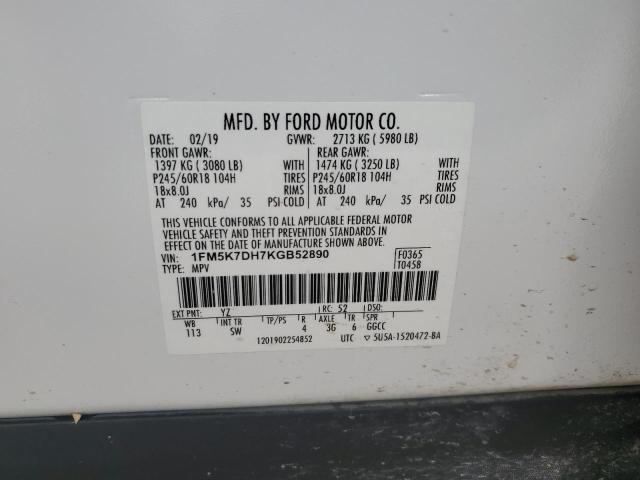 MFD. BY FORD MOTOR CO.
DATE: 02/19 GVWR: 2713 KG ( 5980 LB)
FRONT GAWR: REAR GAWR:
1397 KG ( 3080 LB) WITH 1474 KG ( 3250 LB) WITH
P245/60R18 104H TIRES P245/60R18 104H TIRES
18x8.0J RIMS 18x8.0J RIMS
AT 240 kPa/ 35 PSI COLD AT 240 kPa/ 35 PSI COLD
THIS VEHICLE CONFORMS TO ALL APPLICABLE FEDERAL MOTOR
VEHICLE SAFETY AND THEFT PREVENTION STANDARDS IN
EFFECT ON THE DATE OF MANUFACTURE SHOWN ABOVE.
VIN: 1FM5K7DH7KGB52890 F0365
TYPE: MPV T0458
EXT PNT: YZ RC: 52 DSO:
WB INT TR TP/PS R AXLE TR SPR
113 SW 4 3G 6 GGCC
1201902254852 UTC ▽ 5U5A-1520472-BA